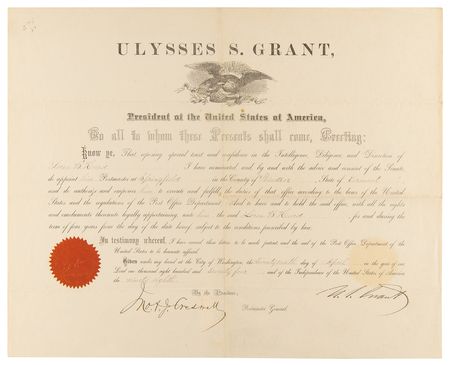 ULYSSES S. GRANT,
President of the United States of America,
To all to whom these Presents shall come, Greeting:
Know ye, That reposing special trust and confidence in the Intelligence, Diligence and Discretion of
I have nominated and by and with the advice and consent of the Senate,
do appoint him Postmaster at Springfield in the County of Windsor State of Vermont
and do authorize and empower him to execute and fulfil the duties of that office according to the laws of the United
States and the regulations of the Post Office Department And to have and to hold the said office, with all the rights
and emoluments thereunto legally appertaining, unto him the said for and during the
term of four years from the day of the date hereof, subject to the conditions prescribed by law.
In testimony whereof, I have caused these letters to be made patent and the seal of the Post Office Department of the
United States to be hereunto affixed.
Given under my hand at the City of Washington, the day of in the year of our
Lord one thousand eight hundred and seventy four and of the Independence of the United States of America
the ninety eighth
By the President:
U. S. Grant
Jno. A. J. Creswell Postmaster General.